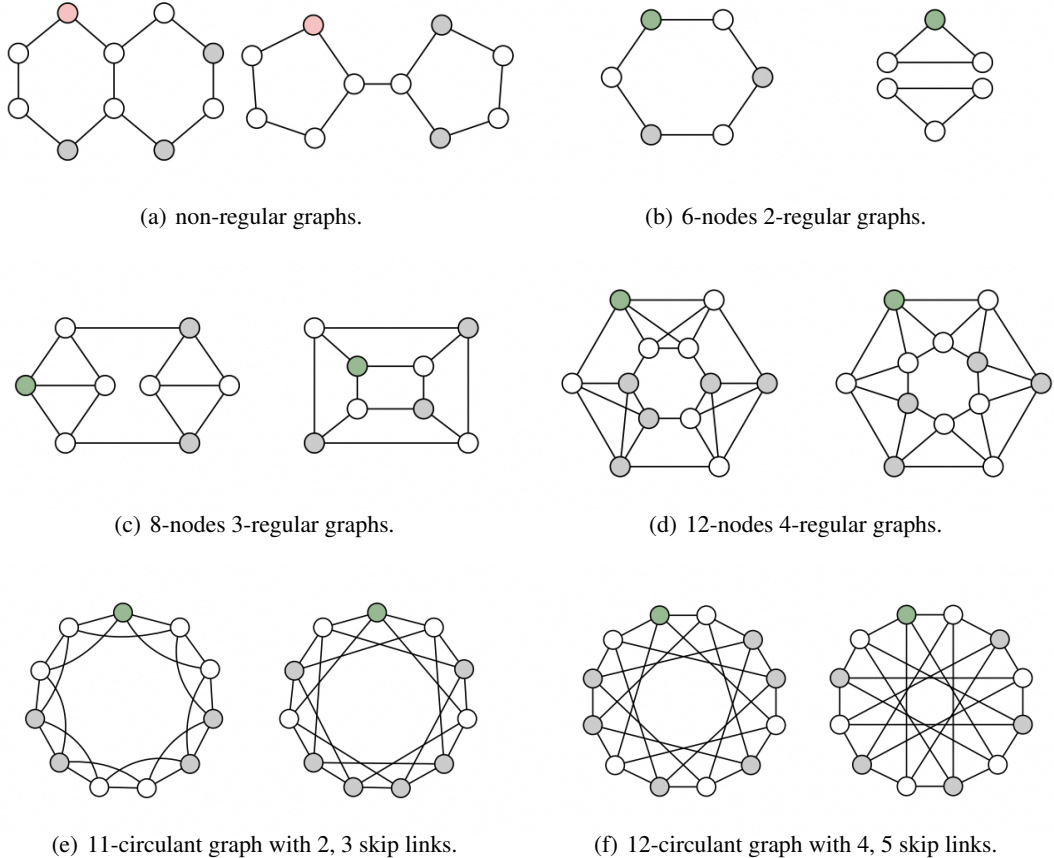 (a) non-regular graphs.
(b) 6-nodes 2-regular graphs.
(c) 8-nodes 3-regular graphs.
(d) 12-nodes 4-regular graphs.
(e) 11-circulant graph with 2, 3 skip links.
(f) 12-circulant graph with 4, 5 skip links.